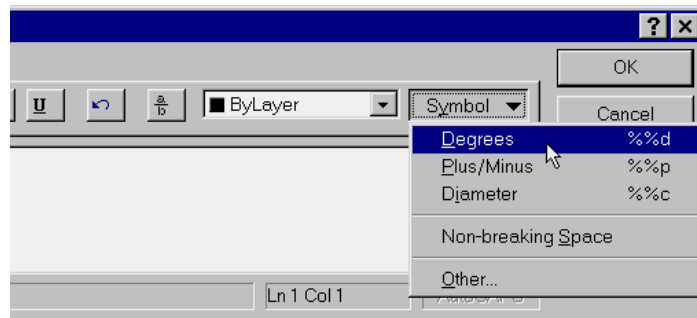 ?
OK
U a/b ByLayer Symbol
Cancel
Degrees %%d
Plus/Minus %%p
Diameter %%c
Non-breaking Space
Other...
Ln 1 Col 1